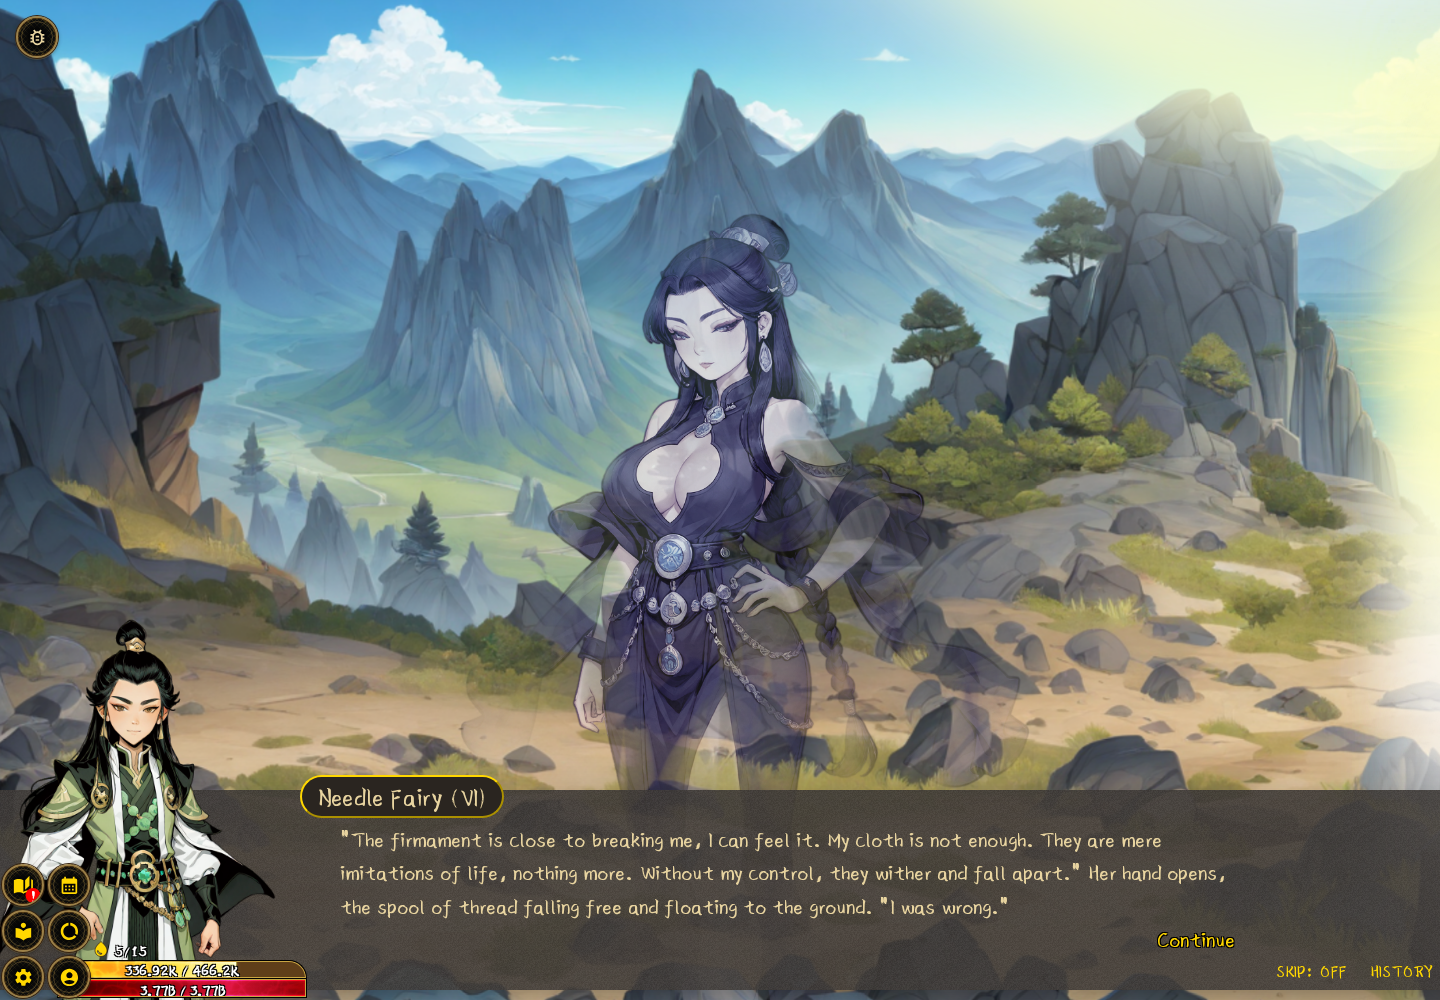 Needle Fairy (VI)
"The firmament is close to breaking me, I can feel it. My cloth is not enough. They are mere
imitations of life, nothing more. Without my control, they wither and fall apart." Her hand opens,
the spool of thread falling free and floating to the ground. "I was wrong."
Continue
5/15
336.92k / 466.2k
3.77B / 3.77B
SKIP: OFF HISTORY